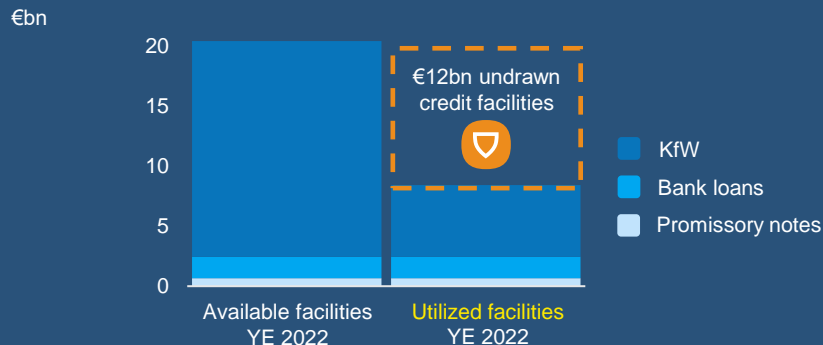 €bn
20
15
10
5
0
€12bn undrawn
credit facilities
KfW
Bank loans
Promissory notes
Available facilities
YE 2022
Utilized facilities
YE 2022